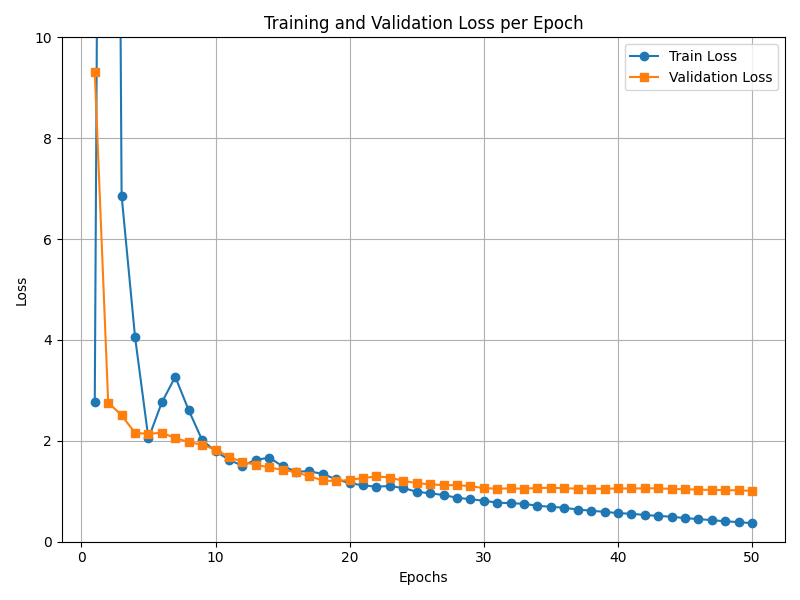 Training and Validation Loss per Epoch
Train Loss
Validation Loss
Loss
10
8
6
4
2
0
0 10 20 30 40 50
Epochs